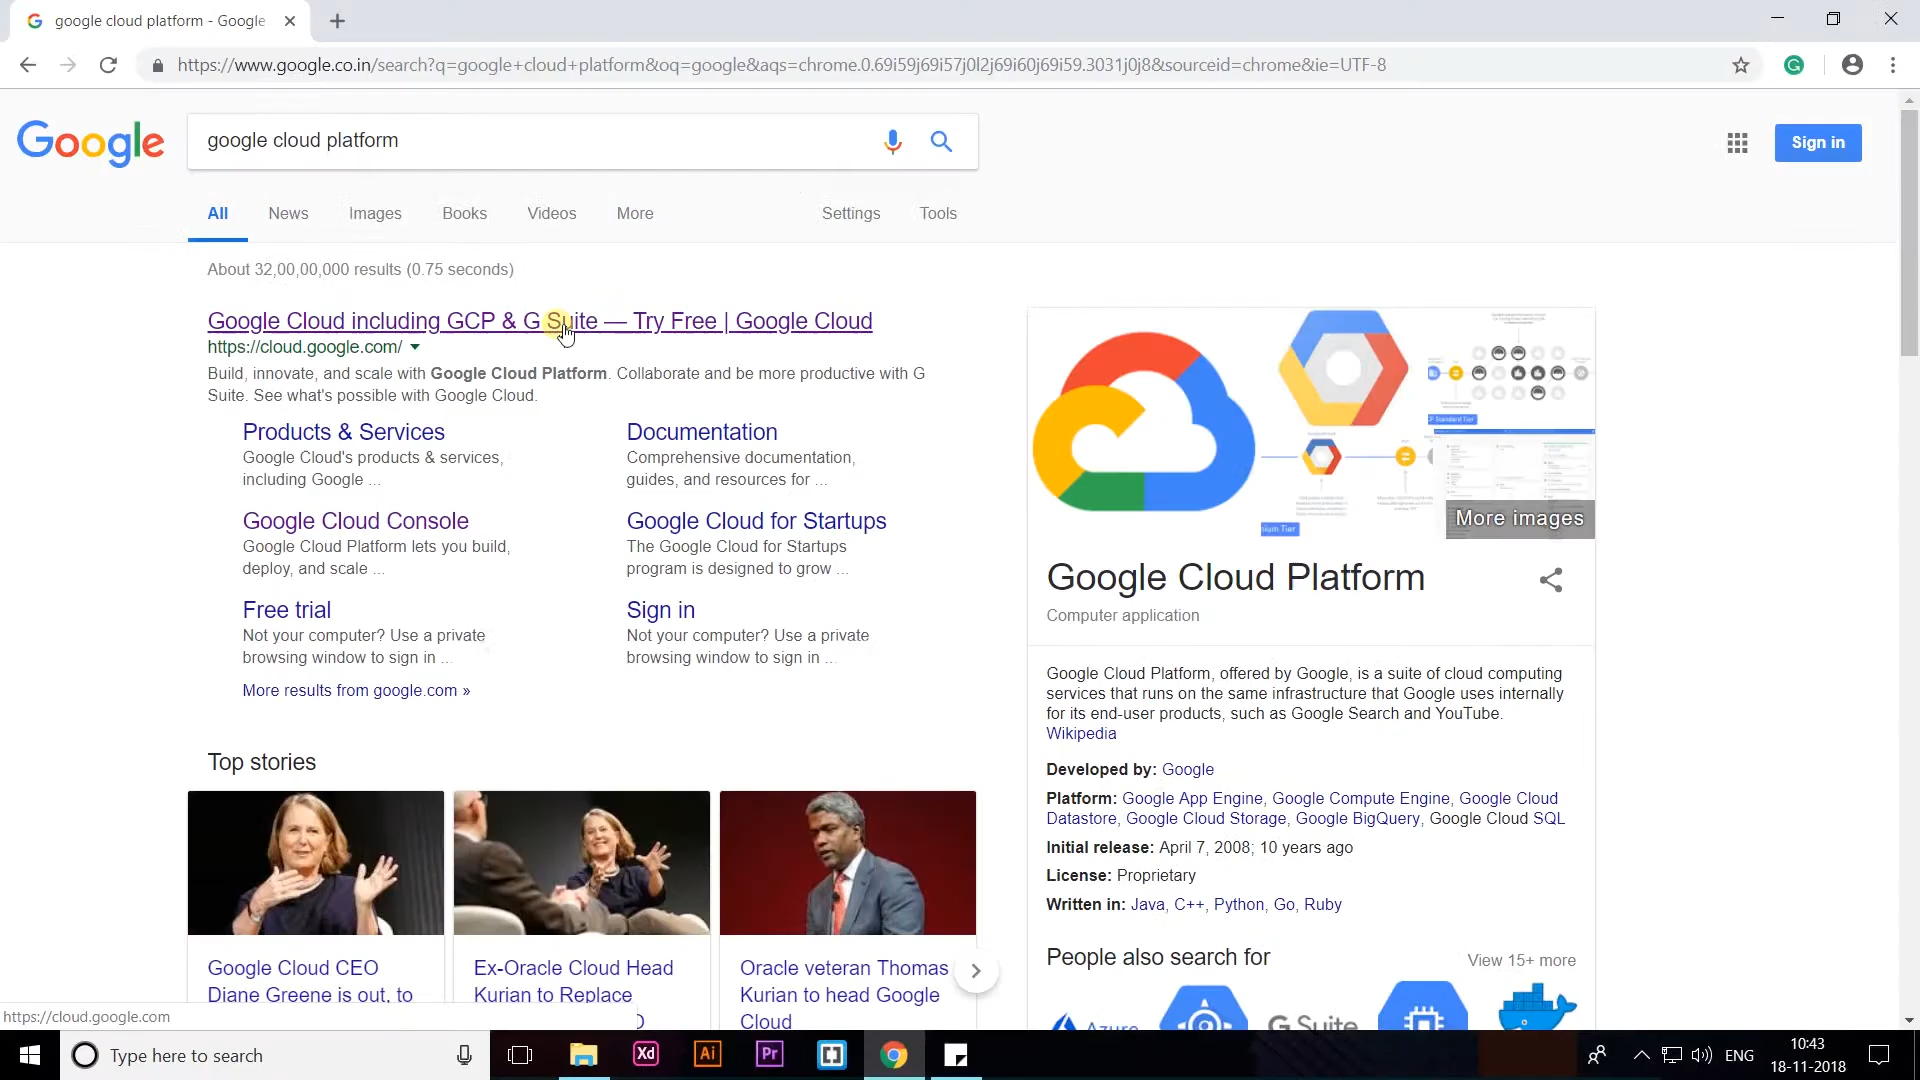 google cloud platform - Google
https://www.google.co.in/search?q=google+cloud+platform&oq=google&aqs=chrome.0.69i59j69i57j0l2j69i60j69i59.3031j0j8&sourceid=chrome&ie=UTF-8
Google
google cloud platform
Sign in
All News Images Books Videos More Settings Tools
About 32,00,00,000 results (0.75 seconds)
Google Cloud including GCP & G Suite — Try Free | Google Cloud
https://cloud.google.com/
Build, innovate, and scale with Google Cloud Platform. Collaborate and be more productive with G
Suite. See what's possible with Google Cloud.
Products & Services
Google Cloud's products & services,
including Google ...
Documentation
Comprehensive documentation,
guides, and resources for ...
Google Cloud Console
Google Cloud Platform lets you build,
deploy, and scale ...
Google Cloud for Startups
The Google Cloud for Startups
program is designed to grow ...
Free trial
Not your computer? Use a private
browsing window to sign in ...
Sign in
Not your computer? Use a private
browsing window to sign in ...
More results from google.com »
Top stories
Google Cloud CEO
Diane Greene is out, to
Ex-Oracle Cloud Head
Kurian to Replace
Oracle veteran Thomas
Kurian to head Google
Cloud
More images
Google Cloud Platform
Computer application
Google Cloud Platform, offered by Google, is a suite of cloud computing
services that runs on the same infrastructure that Google uses internally
for its end-user products, such as Google Search and YouTube.
Wikipedia
Developed by: Google
Platform: Google App Engine, Google Compute Engine, Google Cloud
Datastore, Google Cloud Storage, Google BigQuery, Google Cloud SQL
Initial release: April 7, 2008; 10 years ago
License: Proprietary
Written in: Java, C++, Python, Go, Ruby
People also search for
View 15+ more
Azure
G Suite
https://cloud.google.com
Type here to search
Xd
Ai
Pr
ENG
10:43
18-11-2018